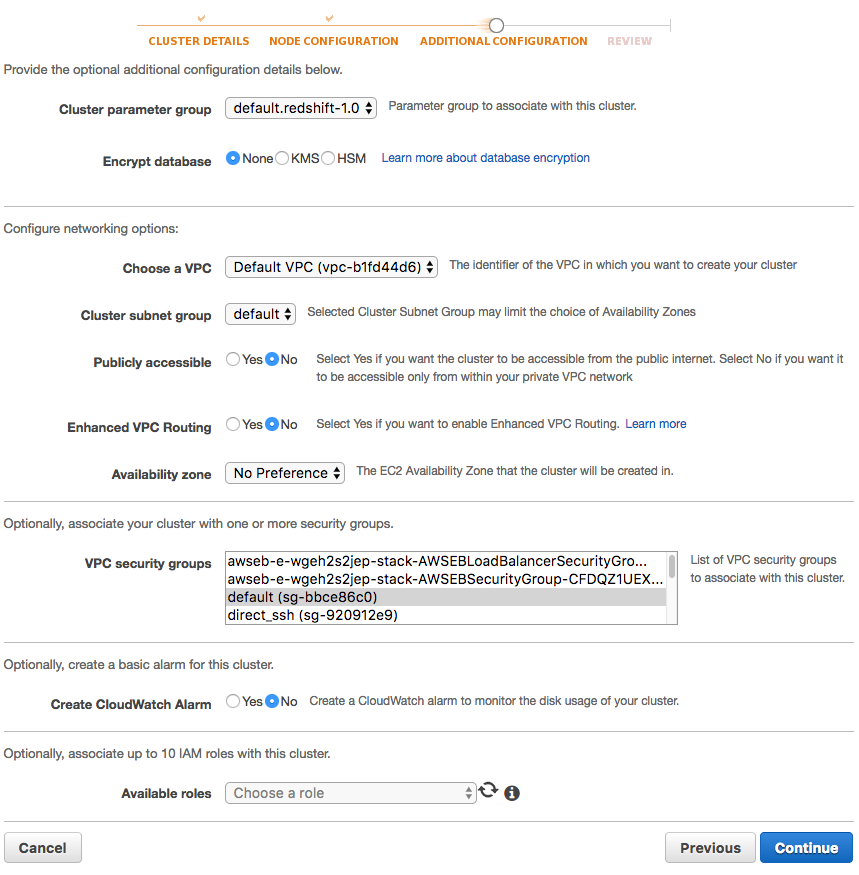 CLUSTER DETAILS NODE CONFIGURATION ADDITIONAL CONFIGURATION REVIEW
Provide the optional additional configuration details below.
Cluster parameter group default.redshift-1.0 Parameter group to associate with this cluster.
Encrypt database None KMS HSM Learn more about database encryption
Configure networking options:
Choose a VPC Default VPC (vpc-b1fd44d6) The identifier of the VPC in which you want to create your cluster
Cluster subnet group default Selected Cluster Subnet Group may limit the choice of Availability Zones
Publicly accessible Yes No Select Yes if you want the cluster to be accessible from the public internet. Select No if you want it
to be accessible only from within your private VPC network
Enhanced VPC Routing Yes No Select Yes if you want to enable Enhanced VPC Routing. Learn more
Availability zone No Preference The EC2 Availability Zone that the cluster will be created in.
Optionally, associate your cluster with one or more security groups.
VPC security groups awseb-e-wgeh2s2jep-stack-AWSEBLoadBalancerSecurityGro... List of VPC security groups
awseb-e-wgeh2s2jep-stack-AWSEBSecurityGroup-CFDQZ1UEX... to associate with this cluster.
default (sg-bbce86c0)
direct_ssh (sg-920912e9)
Optionally, create a basic alarm for this cluster.
Create CloudWatch Alarm Yes No Create a CloudWatch alarm to monitor the disk usage of your cluster.
Optionally, associate up to 10 IAM roles with this cluster.
Available roles Choose a role
Cancel Previous Continue